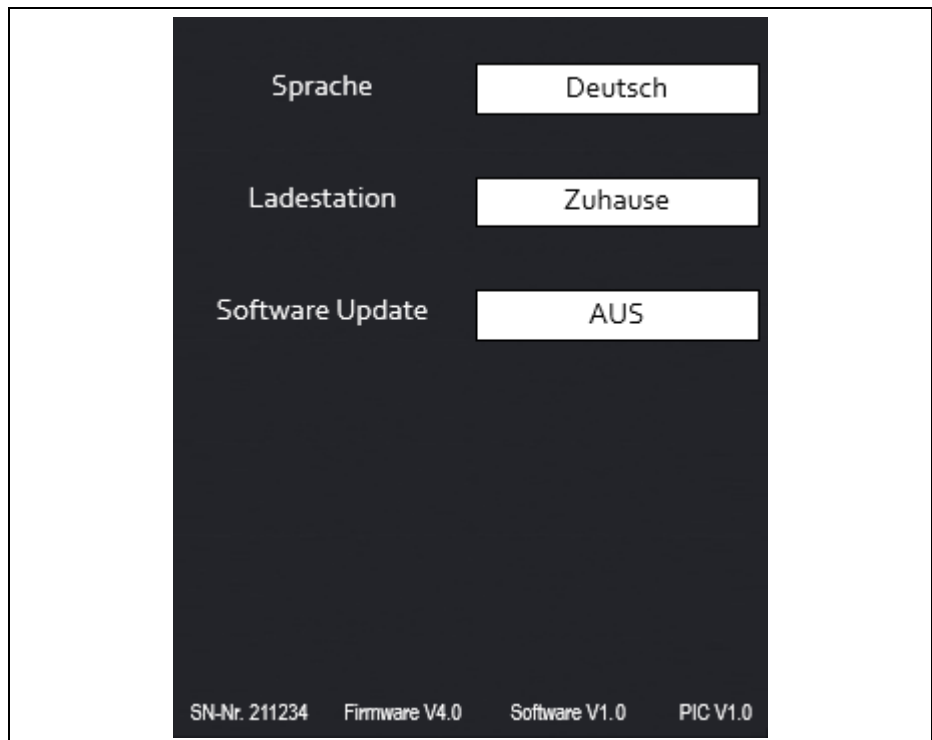 Sprache Deutsch
Ladestation Zuhause
Software Update AUS
SN-Nr. 211234 Firmware V4.0 Software V1.0 PIC V1.0